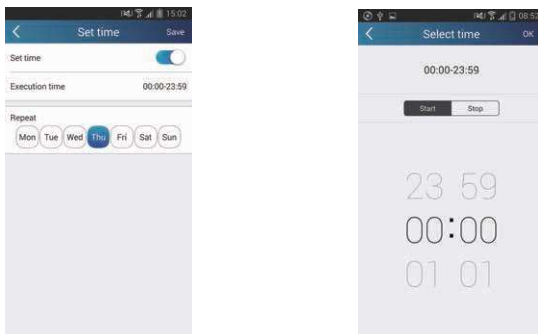 15:02
Set time
Save
Set time
Execution time 00:00-23:59
Repeat
Mon Tue Wed Thu Fri Sat Sun
08:52
Select time
OK
00:00-23:59
Start Stop
23 59
00:00
01 01